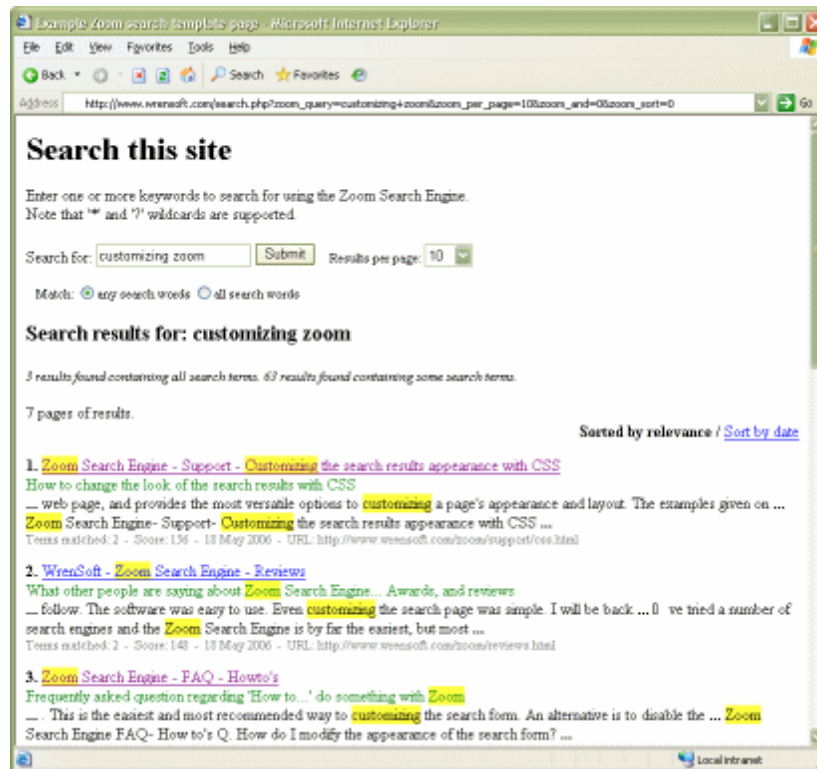 Example Zoom search template page - Microsoft Internet Explorer
File Edit View Favorites Tools Help
Back Search Favorites
Address http://www.wrensoft.com/search.php?zoom_query=customizing+zoom&zoom_per_page=10&zoom_and=0&zoom_sort=0 Go
Search this site
Enter one or more keywords to search for using the Zoom Search Engine.
Note that '*' and '?' wildcards are supported.
Search for: customizing zoom Submit Results per page: 10
Match: any search words all search words
Search results for: customizing zoom
3 results found containing all search terms. 63 results found containing some search terms.
7 pages of results.
Sorted by relevance / Sort by date
1. Zoom Search Engine - Support - Customizing the search results appearance with CSS
How to change the look of the search results with CSS
... web page, and provides the most versatile options to customizing a page's appearance and layout. The examples given on ...
Zoom Search Engine- Support- Customizing the search results appearance with CSS ...
Terms matched: 2 - Score: 156 - 18 May 2006 - URL: http://www.wrensoft.com/zoom/support/css.html
2. WrenSoft - Zoom Search Engine - Reviews
What other people are saying about Zoom Search Engine... Awards, and reviews
... follow. The software was easy to use. Even customizing the search page was simple. I will be back ... 0 ve tried a number of
search engines and the Zoom Search Engine is by far the easiest, but most ...
Terms matched: 2 - Score: 148 - 18 May 2006 - URL: http://www.wrensoft.com/zoom/reviews.html
3. Zoom Search Engine - FAQ - Howto's
Frequently asked question regarding 'How to...' do something with Zoom
... . This is the easiest and most recommended way to customizing the search form. An alternative is to disable the ... Zoom
Search Engine FAQ- How to's Q. How do I modify the appearance of the search form? ...
Local intranet